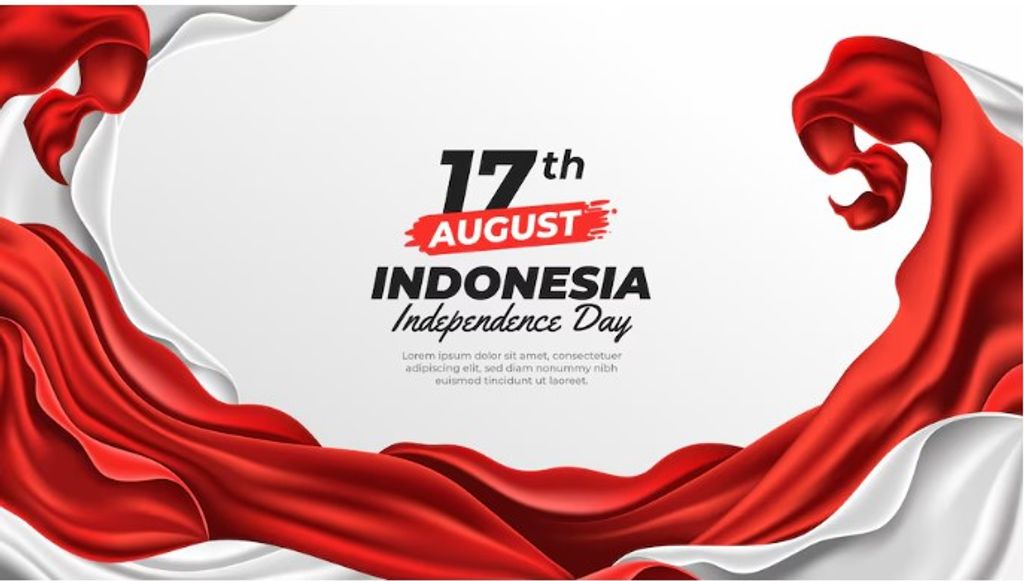 17th
AUGUST
INDONESIA
Independence Day
Lorem ipsum dolor sit amet, consectetuer
adipiscing elit, sed diam nonummy nibh
euismod tincidunt ut laoreet.